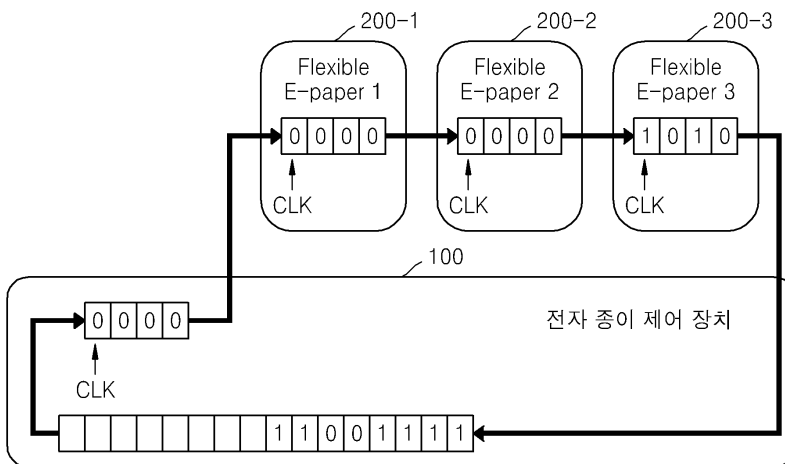 200-1 200-2 200-3
Flexible E-paper 1 Flexible E-paper 2 Flexible E-paper 3
0 0 0 0 0 0 0 0 1 0 1 0
CLK CLK CLK
100
0 0 0 0 전자 종이 제어 장치
CLK
1 1 0 0 1 1 1 1